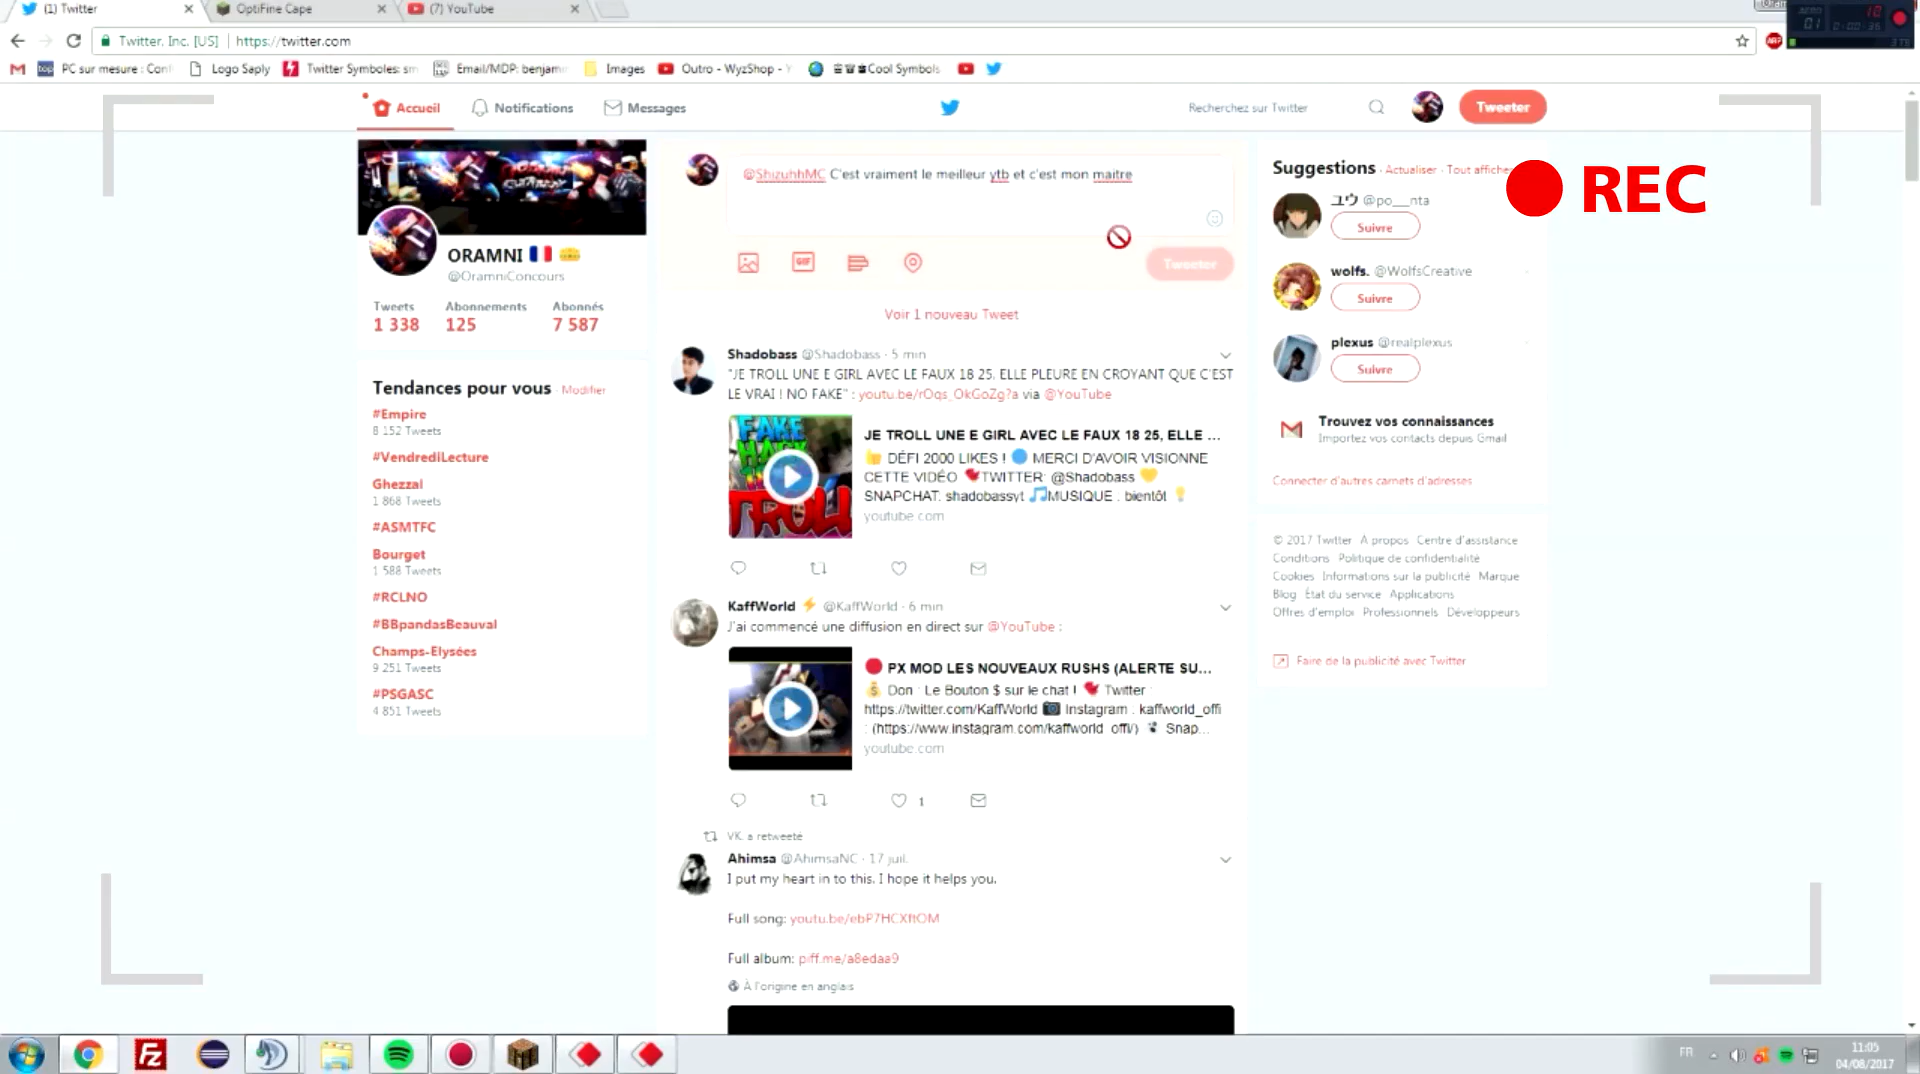 (1) Twitter
OptiFine Cape
(7) YouTube
Twitter, Inc. [US] | https://twitter.com
PC sur mesure : Con
Logo Saply
Twitter Symboles: sm
Email/MDP: benjam
Images
Outro - WyzShop -
Cool Symbols
Accueil
Notifications
Messages
Recherchez sur Twitter
Tweeter
REC
@ShizuhhMC C'est vraiment le meilleur ytb et c'est mon maitre
GIF
Tweeter
Voir 1 nouveau Tweet
ORAMNI
@OramniConcours
Tweets Abonnements Abonnés
1 338 125 7 587
Tendances pour vous · Modifier
#Empire
8 152 Tweets
#VendrediLecture
Ghezzal
1 868 Tweets
#ASMTFC
Bourget
1 588 Tweets
#RCLNO
#BBpandasBeauval
Champs-Elysées
9 251 Tweets
#PSGASC
4 851 Tweets
Shadobass @Shadobass · 5 min
"JE TROLL UNE E GIRL AVEC LE FAUX 18 25, ELLE PLEURE EN CROYANT QUE C'EST
LE VRAI ! NO FAKE" : youtu.be/rOqs_OkGoZg?a via @YouTube
FAKE
TROLL
JE TROLL UNE E GIRL AVEC LE FAUX 18 25, ELLE ...
👍 DÉFI 2000 LIKES ! 🔵 MERCI D'AVOIR VISIONNE
CETTE VIDÉO TWITTER: @Shadobass 💛
SNAPCHAT: shadobassyt 🎵MUSIQUE : bientôt 💡
youtube.com
KaffWorld ⚡ @KaffWorld · 6 min
J'ai commencé une diffusion en direct sur @YouTube :
🔴 PX MOD LES NOUVEAUX RUSHS (ALERTE SU...
💰 Don : Le Bouton $ sur le chat ! Twitter :
https://twitter.com/KaffWorld 📷 Instagram : kaffworld_offi
: (https://www.instagram.com/kaffworld_offi/) Snap...
youtube.com
1
VK. a retweeté
Ahimsa @AhimsaNC · 17 juil.
I put my heart in to this. I hope it helps you.
Full song: youtu.be/ebP7HCXftOM
Full album: piff.me/a8edaa9
À l'origine en anglais
Suggestions · Actualiser · Tout affiche
ユウ @po___nta
Suivre
wolfs. @WolfsCreative
Suivre
plexus @realplexus
Suivre
Trouvez vos connaissances
Importez vos contacts depuis Gmail
Connecter d'autres carnets d'adresses
© 2017 Twitter À propos Centre d'assistance
Conditions Politique de confidentialité
Cookies Informations sur la publicité Marque
Blog État du service Applications
Offres d'emploi Professionnels Développeurs
Faire de la publicité avec Twitter
FR
11:05
04/08/2017